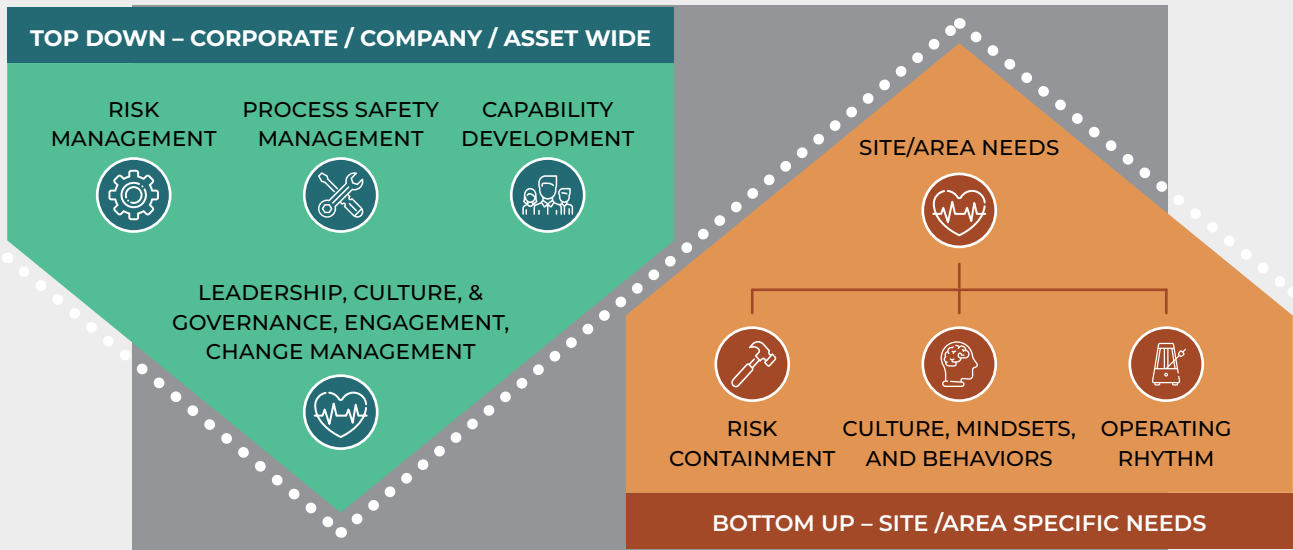 TOP DOWN – CORPORATE / COMPANY / ASSET WIDE
RISK
MANAGEMENT
PROCESS SAFETY
MANAGEMENT
CAPABILITY
DEVELOPMENT
LEADERSHIP, CULTURE, &
GOVERNANCE, ENGAGEMENT,
CHANGE MANAGEMENT
SITE/AREA NEEDS
RISK
CONTAINMENT
CULTURE, MINDSETS,
AND BEHAVIORS
OPERATING
RHYTHM
BOTTOM UP – SITE /AREA SPECIFIC NEEDS